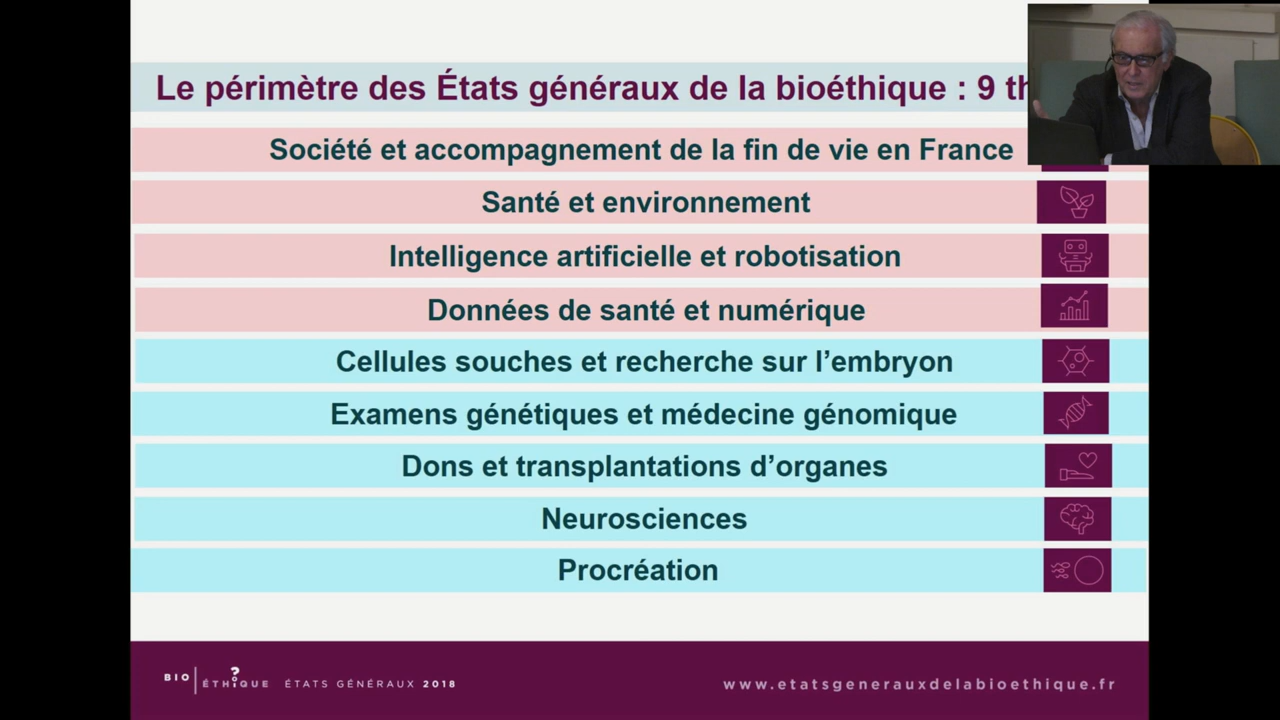 Le périmètre des États généraux de la bioéthique : 9
Société et accompagnement de la fin de vie en France
Santé et environnement
Intelligence artificielle et robotisation
Données de santé et numérique
Cellules souches et recherche sur l’embryon
Examens génétiques et médecine génomique
Dons et transplantations d’organes
Neurosciences
Procréation
BIO ÉTHIQUE ? ÉTATS GÉNÉRAUX 2018
www.etatsgenerauxdelabioethique.fr